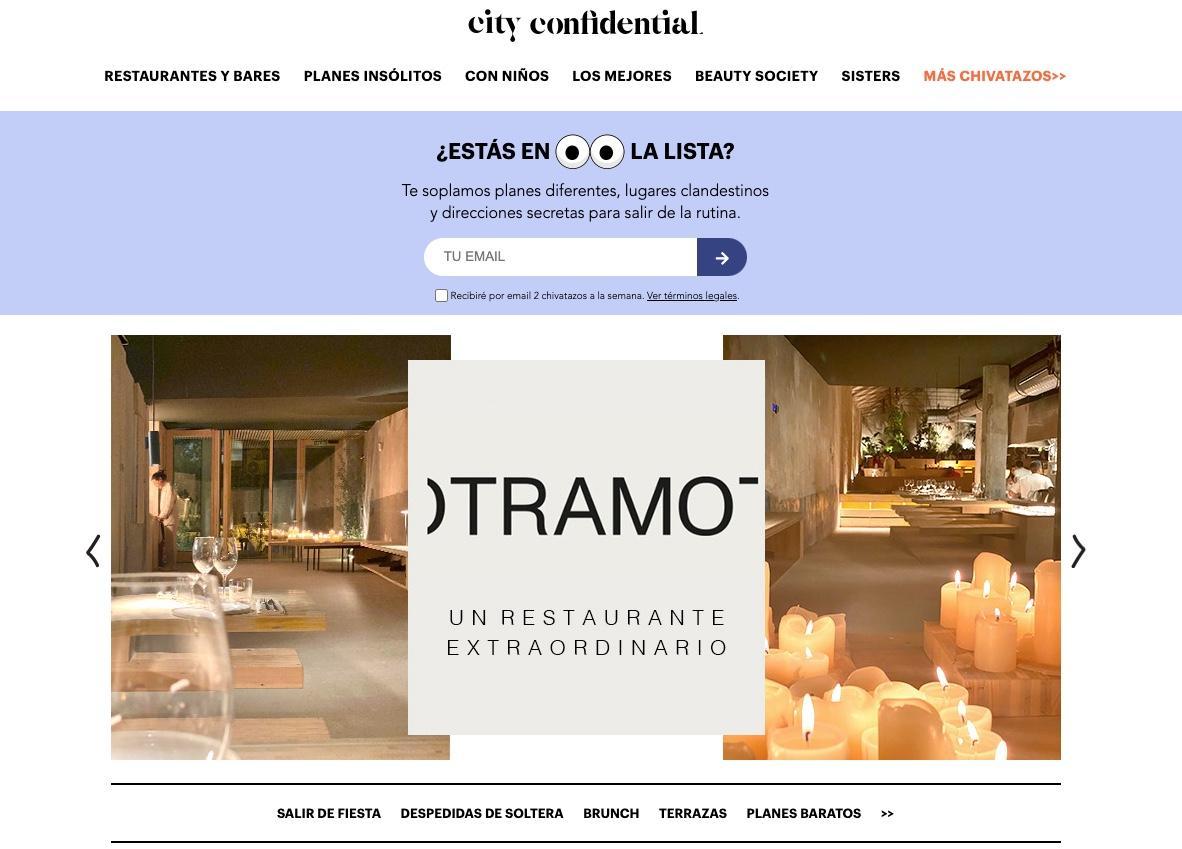 city confidential.
RESTAURANTES Y BARES PLANES INSÓLITOS CON NIÑOS LOS MEJORES BEAUTY SOCIETY SISTERS MÁS CHIVATAZOS>>
¿ESTÁS EN LA LISTA?
Te soplamos planes diferentes, lugares clandestinos
y direcciones secretas para salir de la rutina.
TU EMAIL
Recibiré por email 2 chivatazos a la semana. Ver términos legales.
OTRAMOT
UN RESTAURANTE
EXTRAORDINARIO
SALIR DE FIESTA DESPEDIDAS DE SOLTERA BRUNCH TERRAZAS PLANES BARATOS >>